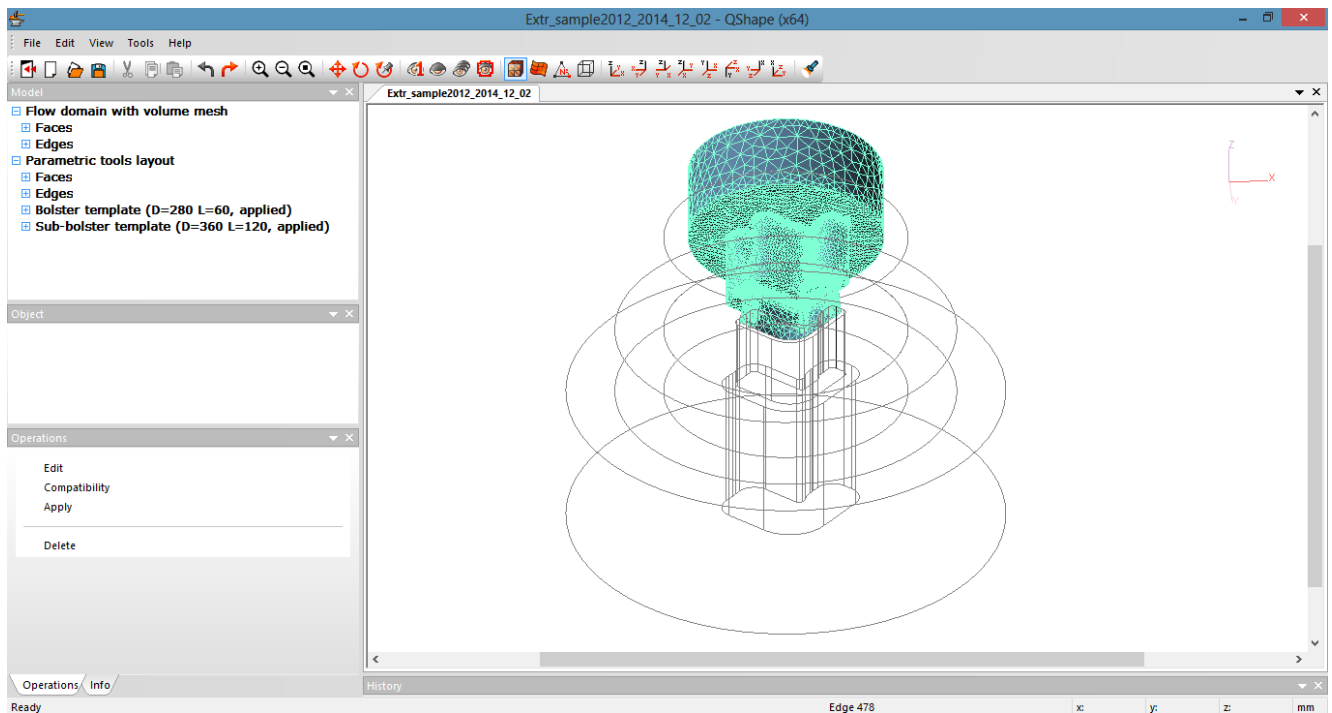 Extr_sample2012_2014_12_02 - QShape (x64)
File Edit View Tools Help
Model
Flow domain with volume mesh
Faces
Edges
Parametric tools layout
Faces
Edges
Bolster template (D=280 L=60, applied)
Sub-bolster template (D=360 L=120, applied)
Object
Operations
Edit
Compatibility
Apply
Delete
Operations Info
Extr_sample2012_2014_12_02
Z
X
Y
History
Ready Edge 478 x: y: z: mm